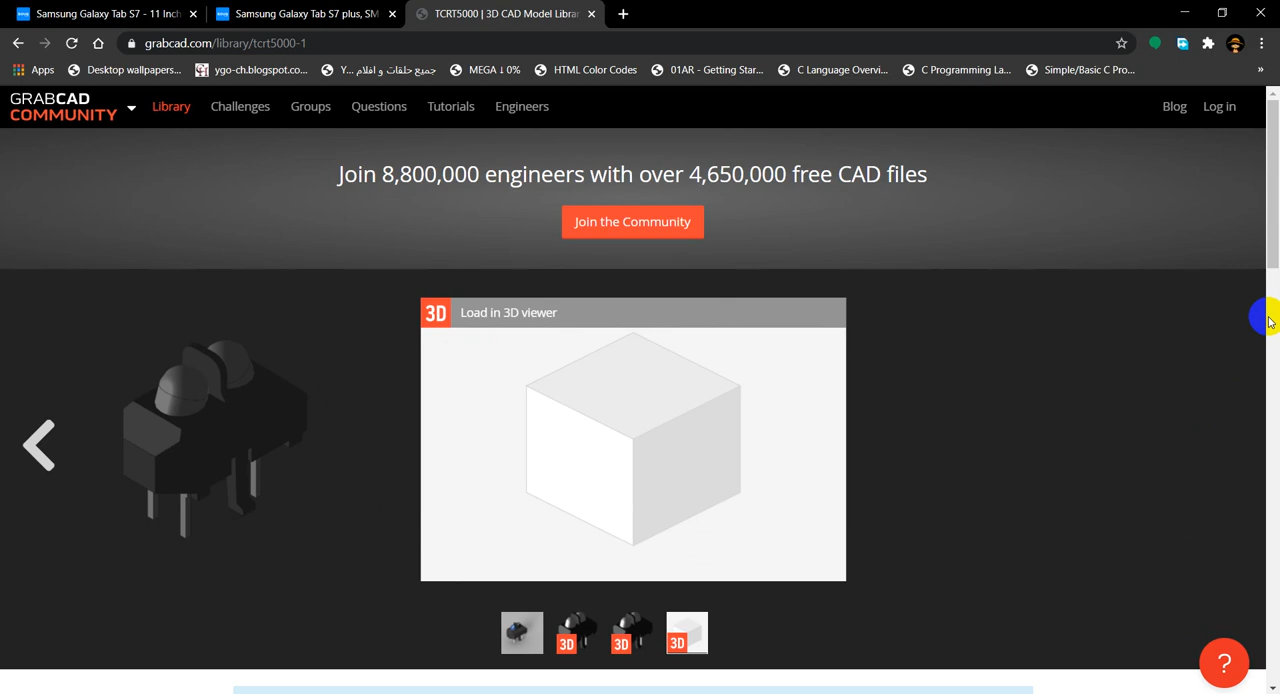 Samsung Galaxy Tab S7 - 11 Inch
Samsung Galaxy Tab S7 plus, SM
TCRT5000 | 3D CAD Model Librar
grabcad.com/library/tcrt5000-1
Apps
Desktop wallpapers...
ygo-ch.blogspot.co...
جميع حلقات و افلام Y...
MEGA ↓ 0%
HTML Color Codes
01AR - Getting Star...
C Language Overvi...
C Programming La...
Simple/Basic C Pro...
»
GRABCAD
COMMUNITY
Library
Challenges
Groups
Questions
Tutorials
Engineers
Blog
Log in
Join 8,800,000 engineers with over 4,650,000 free CAD files
Join the Community
3D
Load in 3D viewer
3D
3D
3D
?